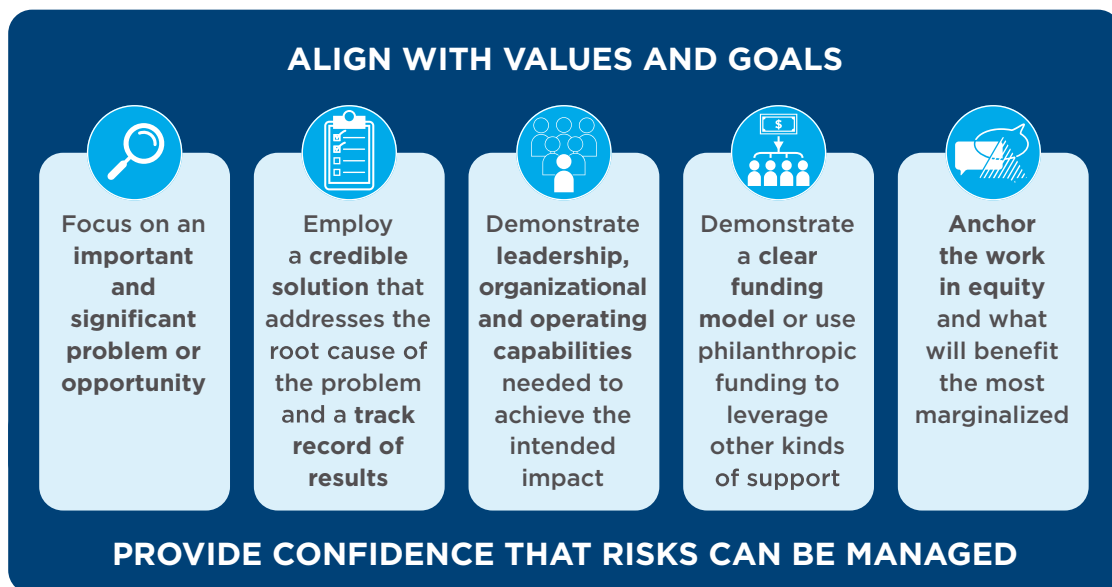 ALIGN WITH VALUES AND GOALS
$
Focus on an
important
and
significant
problem or
opportunity
Employ
a credible
solution that
addresses the
root cause of
the problem
and a track
record of
results
Demonstrate
leadership,
organizational
and operating
capabilities
needed to
achieve the
intended
impact
Demonstrate
a clear
funding
model or use
philanthropic
funding to
leverage
other kinds
of support
Anchor
the work
in equity
and what
will benefit
the most
marginalized
PROVIDE CONFIDENCE THAT RISKS CAN BE MANAGED